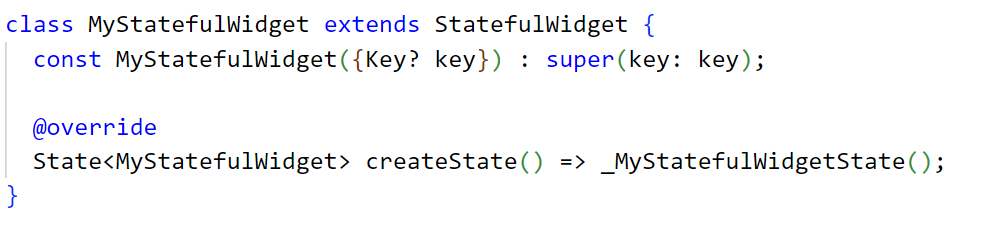 class MyStatefulWidget extends StatefulWidget {
  const MyStatefulWidget({Key? key}) : super(key: key);

  @override
  State<MyStatefulWidget> createState() => _MyStatefulWidgetState();
}